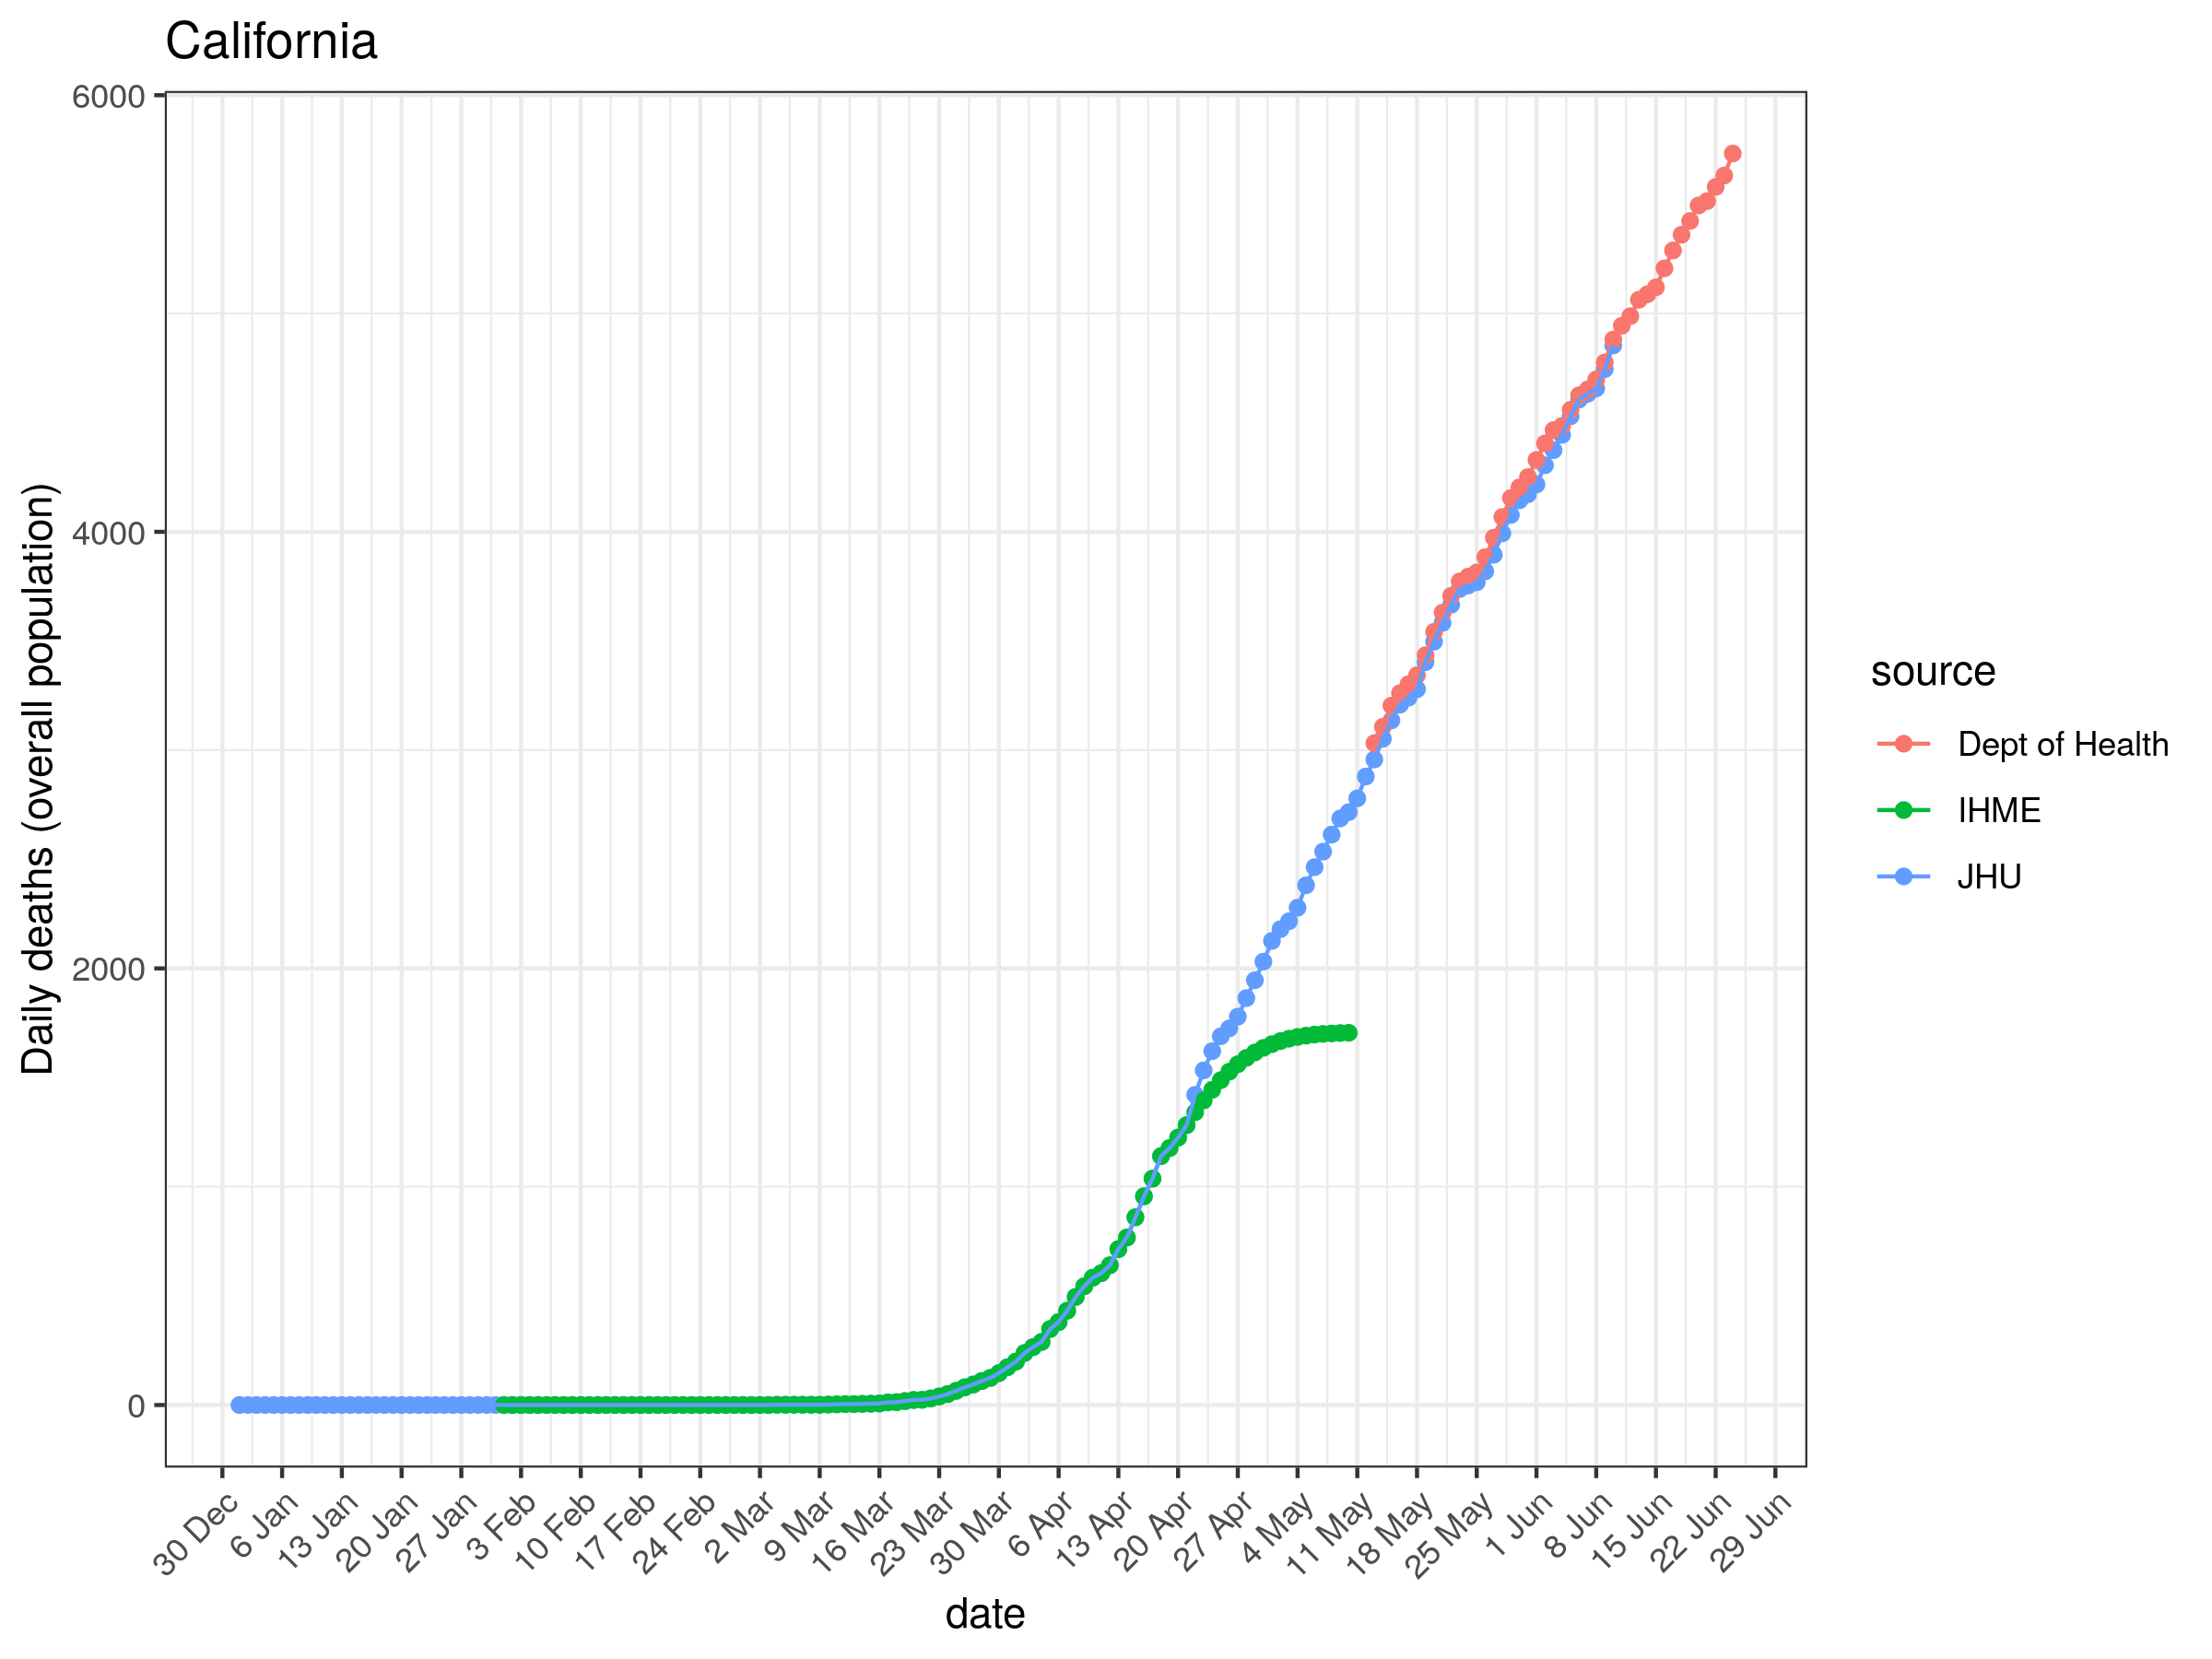 California
6000
4000
2000
0
Daily deaths (overall population)
30 Dec
6 Jan
13 Jan
20 Jan
27 Jan
3 Feb
10 Feb
17 Feb
24 Feb
2 Mar
9 Mar
16 Mar
23 Mar
30 Mar
6 Apr
13 Apr
20 Apr
27 Apr
4 May
11 May
18 May
25 May
1 Jun
8 Jun
15 Jun
22 Jun
29 Jun
date
source
Dept of Health
IHME
JHU